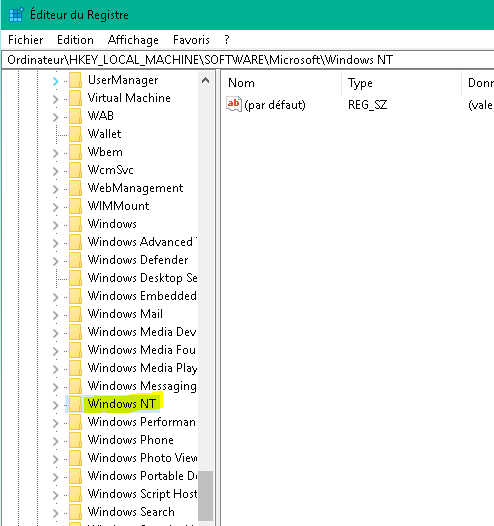 Éditeur du Registre
Fichier Edition Affichage Favoris ?
Ordinateur\HKEY_LOCAL_MACHINE\SOFTWARE\Microsoft\Windows NT
Nom Type Donn
ab (par défaut) REG_SZ (vale
UserManager
Virtual Machine
WAB
Wallet
Wbem
WcmSvc
WebManagement
WIMMount
Windows
Windows Advanced
Windows Defender
Windows Desktop Se
Windows Embedded
Windows Mail
Windows Media Devi
Windows Media Fou
Windows Media Play
Windows Messaging
Windows NT
Windows Performan
Windows Phone
Windows Photo View
Windows Portable D
Windows Script Host
Windows Search